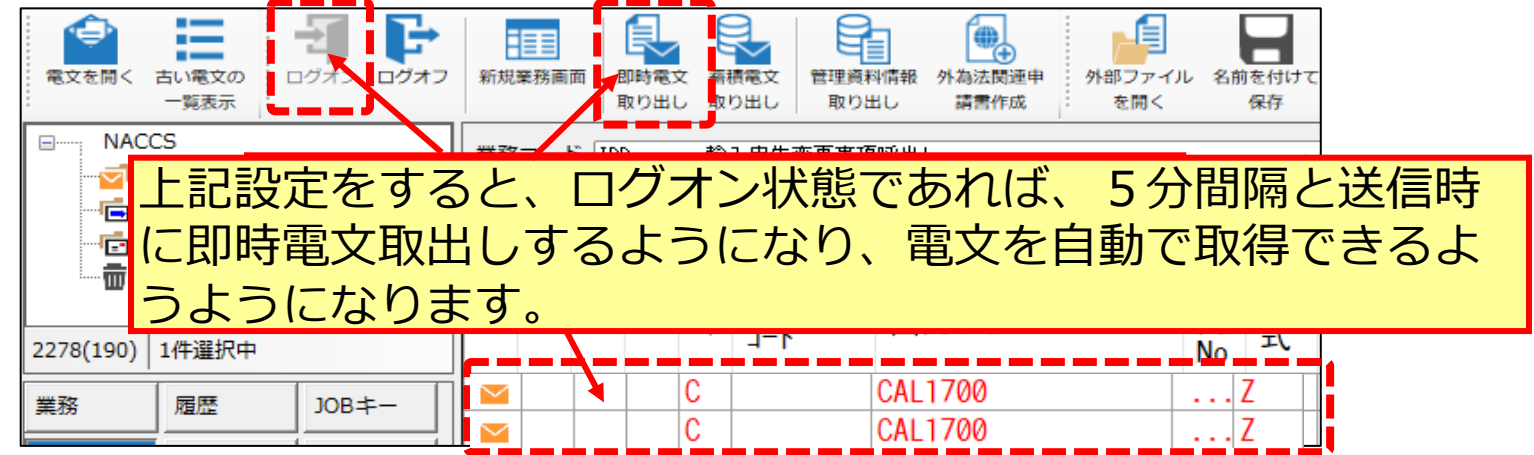 電文を開く 古い電文の 一覧表示 ログオン ログオフ 新規業務画面 即時電文 取り出し 蓄積電文 取り出し 管理資料情報 取り出し 外為法関連申 請書作成 外部ファイル を開く 名前を付けて 保存
NACCS
上記設定をすると、ログオン状態であれば、５分間隔と送信時
に即時電文取出しするようになり、電文を自動で取得できるよ
うようになります。
2278(190) 1件選択中
コード No 式
業務 履歴 JOBキー
C CAL1700 ...Z
C CAL1700 ...Z